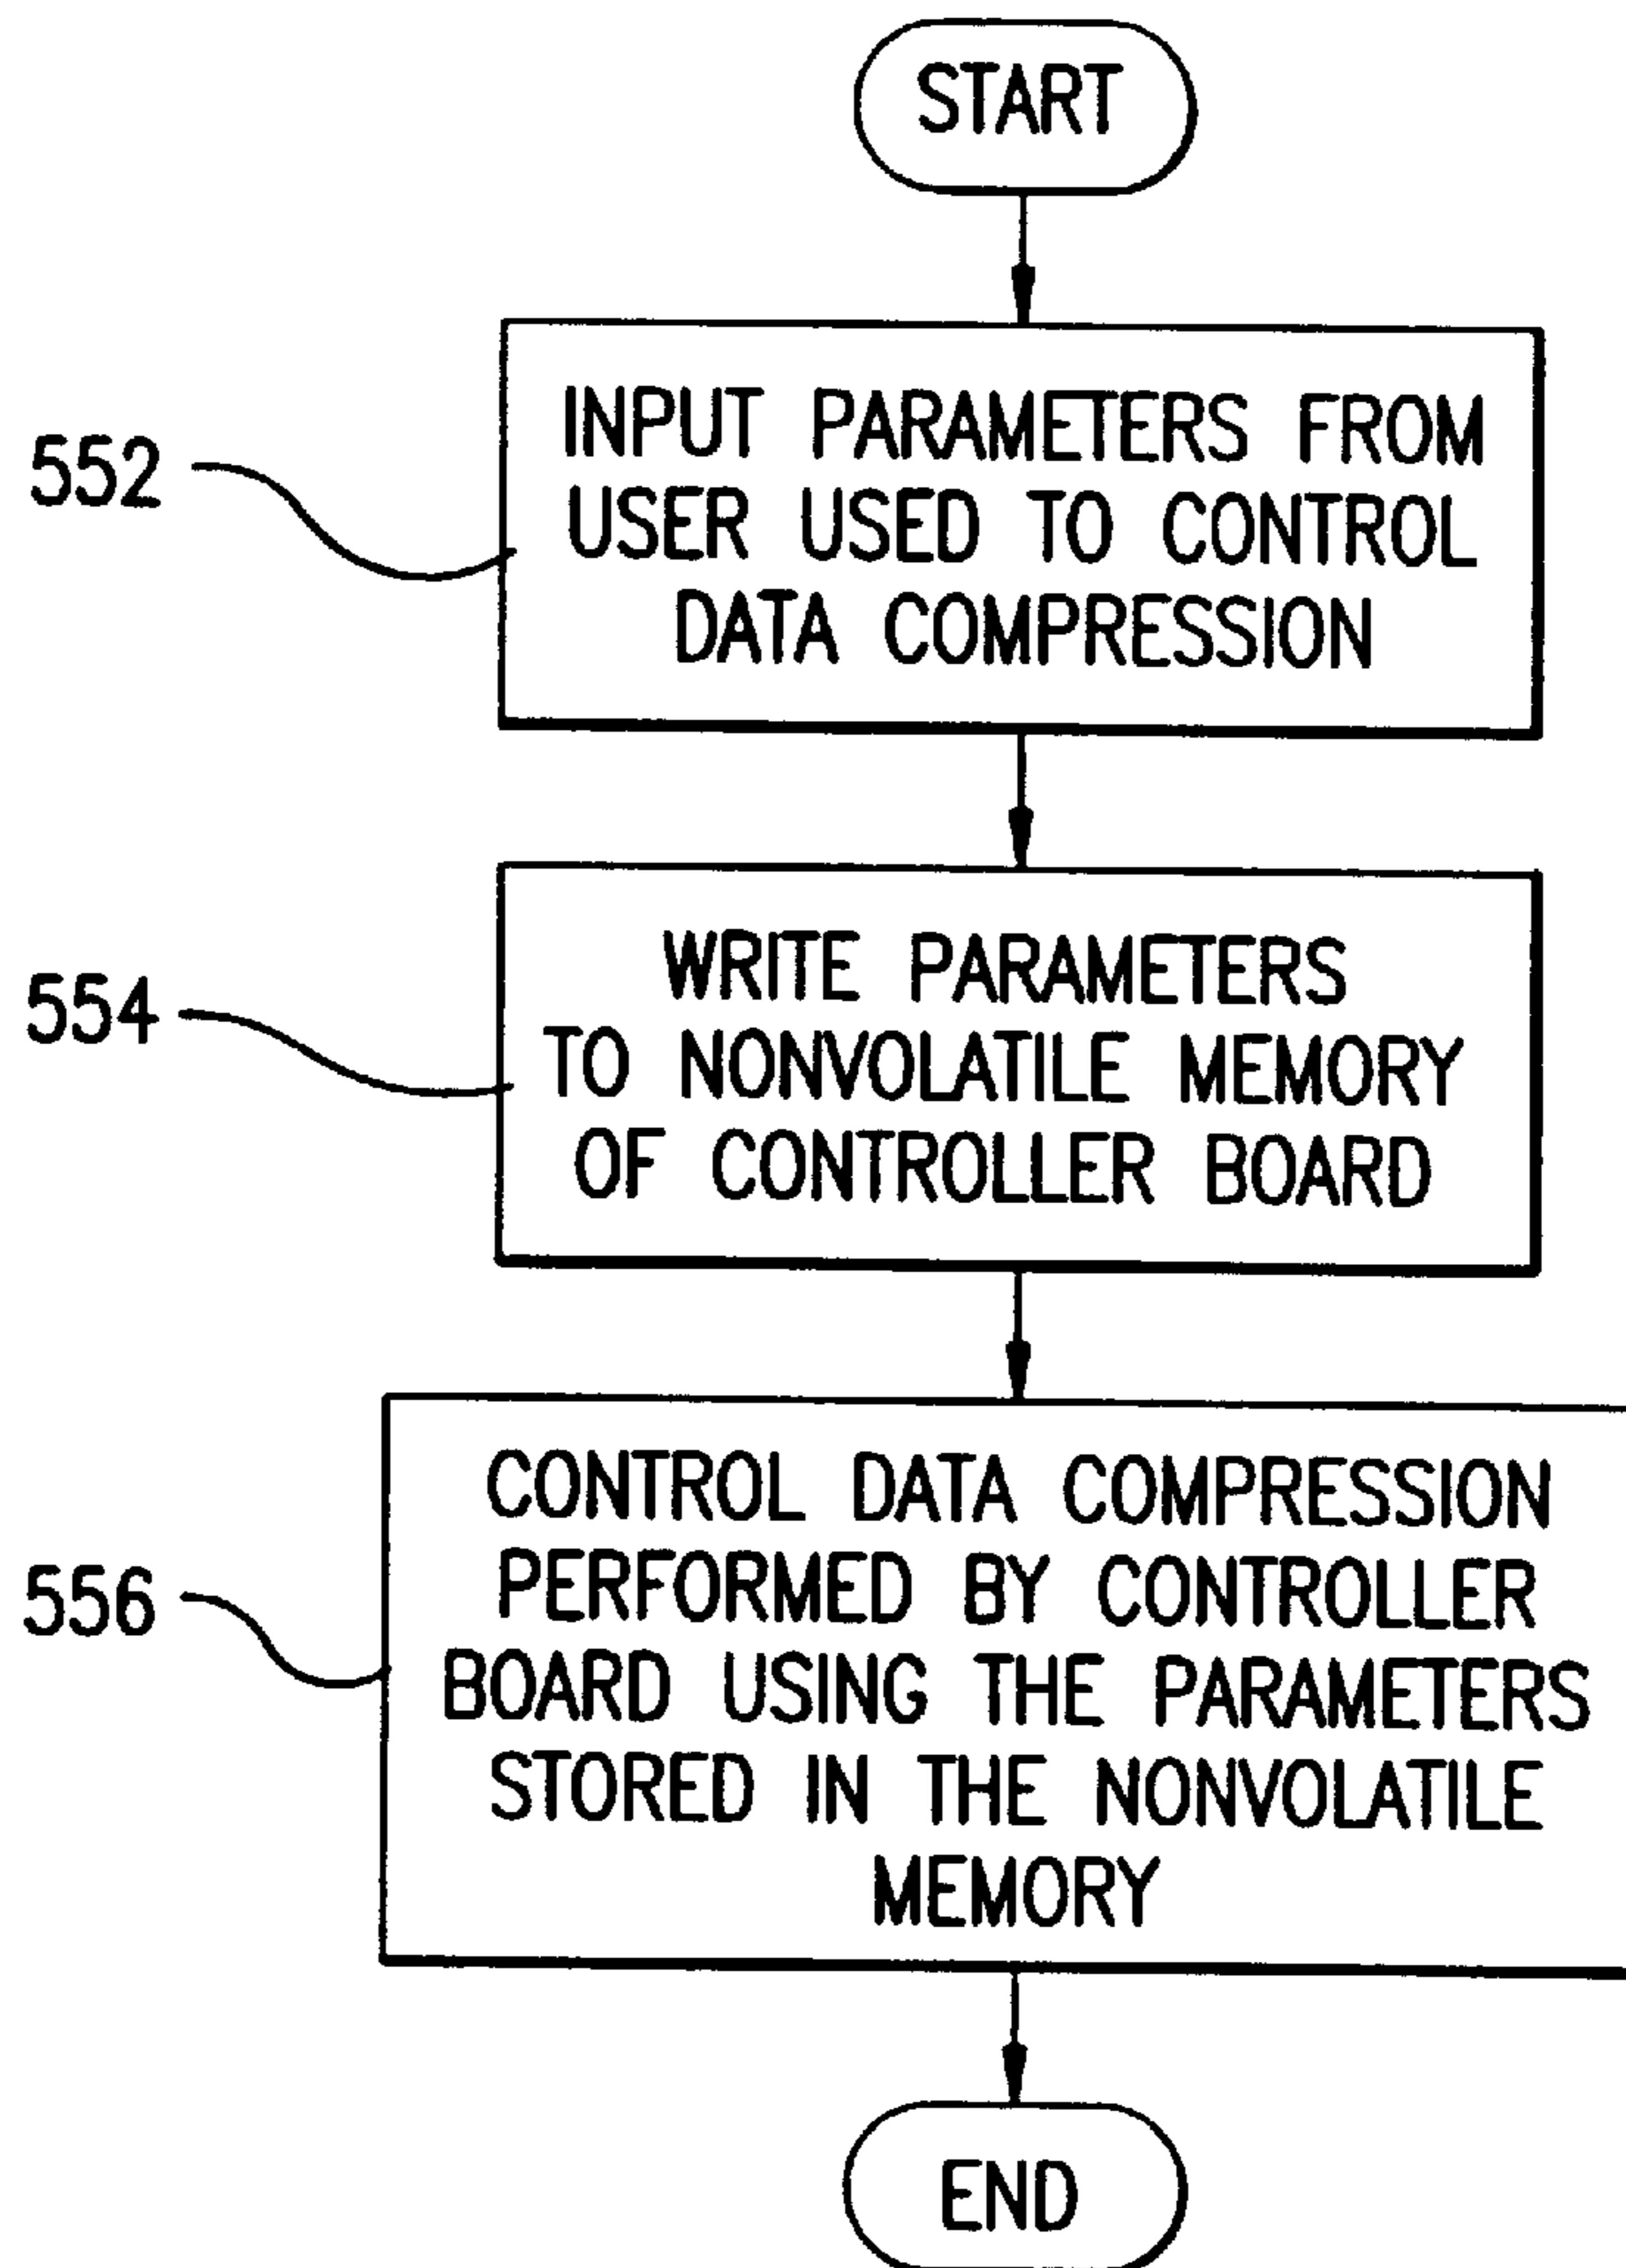 START
INPUT PARAMETERS FROM
USER USED TO CONTROL
DATA COMPRESSION
552
WRITE PARAMETERS
TO NONVOLATILE MEMORY
OF CONTROLLER BOARD
554
CONTROL DATA COMPRESSION
PERFORMED BY CONTROLLER
BOARD USING THE PARAMETERS
STORED IN THE NONVOLATILE
MEMORY
556
END